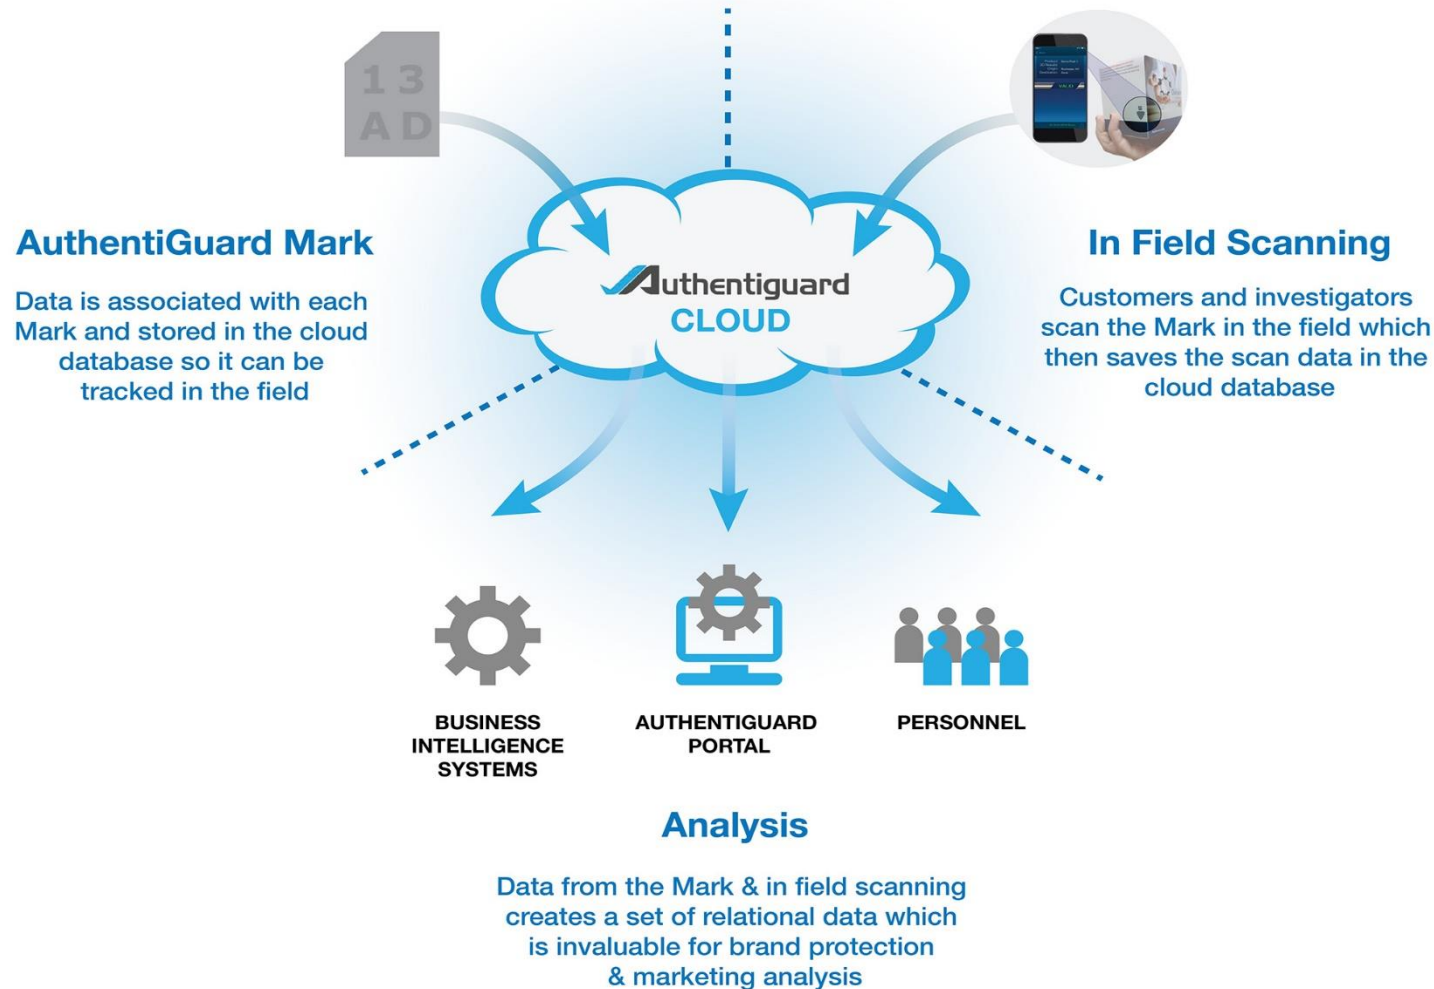 13
AD
AuthentiGuard Mark
Data is associated with each
Mark and stored in the cloud
database so it can be
tracked in the field
Authentiguard
CLOUD
VALID
In Field Scanning
Customers and investigators
scan the Mark in the field which
then saves the scan data in the
cloud database
BUSINESS
INTELLIGENCE
SYSTEMS
AUTHENTIGUARD
PORTAL
PERSONNEL
Analysis
Data from the Mark & in field scanning
creates a set of relational data which
is invaluable for brand protection
& marketing analysis